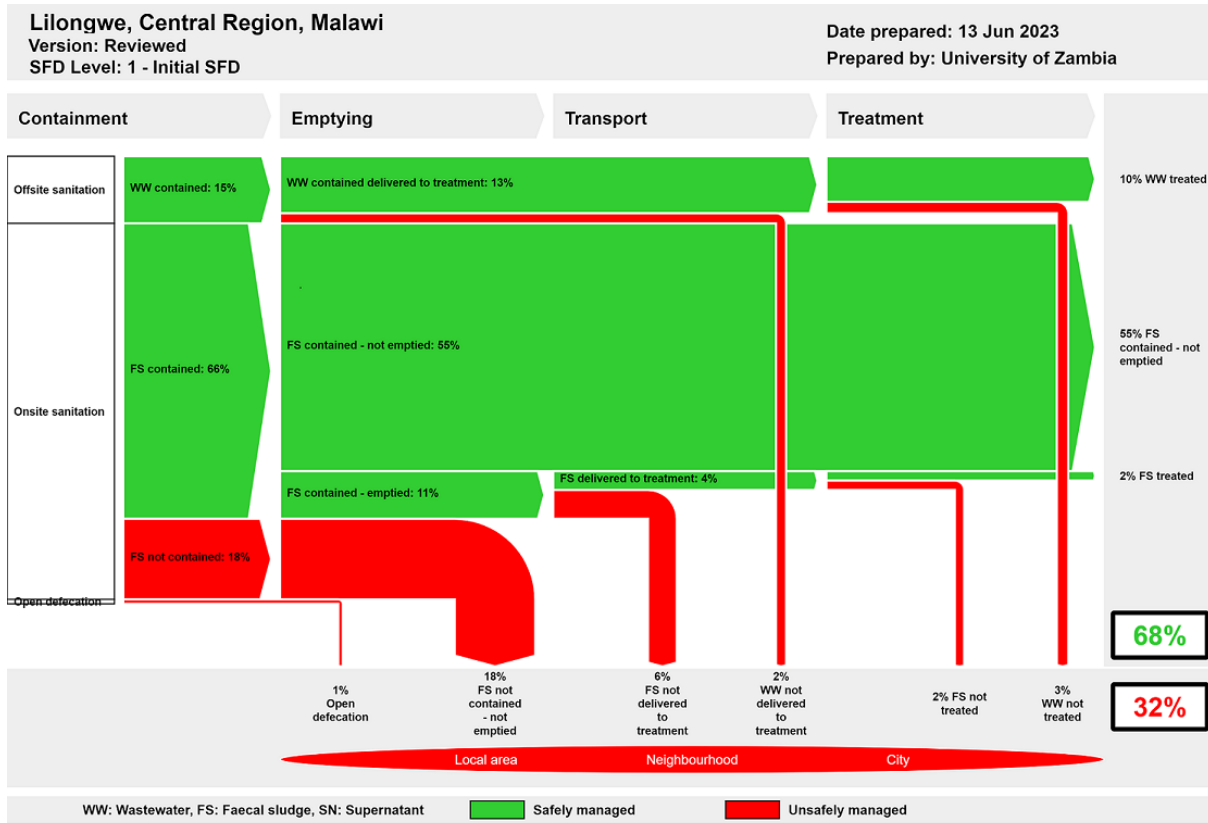 Lilongwe, Central Region, Malawi
Version: Reviewed
SFD Level: 1 - Initial SFD
Date prepared: 13 Jun 2023
Prepared by: University of Zambia
Containment
Emptying
Transport
Treatment
Offsite sanitation
WW contained: 15%
WW contained delivered to treatment: 13%
10% WW treated
Onsite sanitation
FS contained: 66%
FS contained - not emptied: 55%
55% FS
contained - not
emptied
FS contained - emptied: 11%
FS delivered to treatment: 4%
2% FS treated
FS not contained: 18%
Open defecation
68%
1%
Open
defecation
18%
FS not
contained
- not
emptied
6%
FS not
delivered
to
treatment
2%
WW not
delivered
to
treatment
2% FS not
treated
3%
WW not
treated
32%
Local area
Neighbourhood
City
WW: Wastewater, FS: Faecal sludge, SN: Supernatant
Safely managed
Unsafely managed